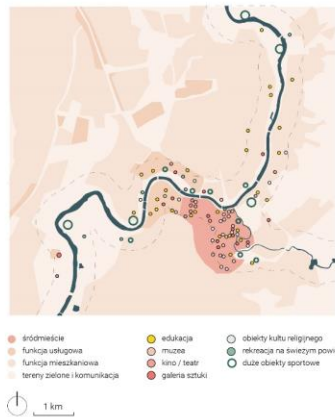 śródmieście
funkcja usługowa
funkcja mieszkaniowa
tereny zielone i komunikacja
edukacja
muzea
kino / teatr
galeria sztuki
obiekty kultu religijnego
rekreacja na świeżym powi
duże obiekty sportowe
1 km